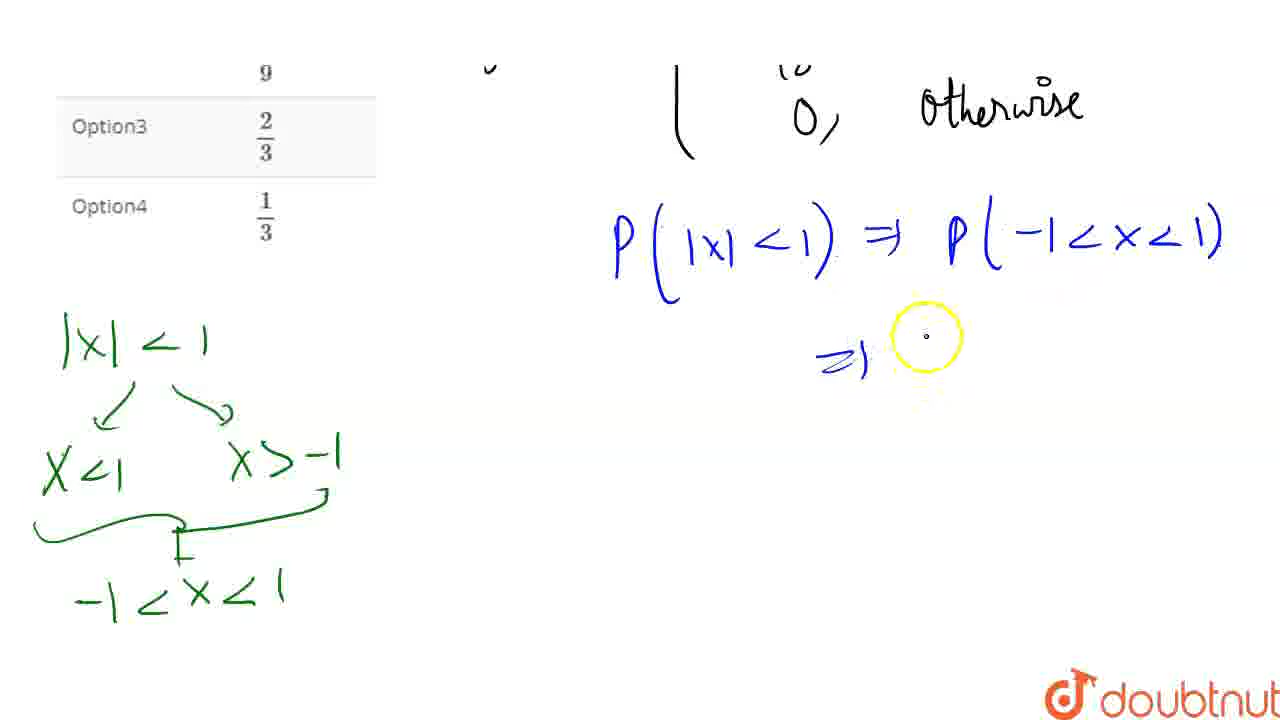 9
Option3 2/3
Option4 1/3
0, otherwise
P(|x| < 1) ⇒ P(-1 < x < 1)
⇒
|x| < 1
x < 1 x > -1
-1 < x < 1
doubtnut